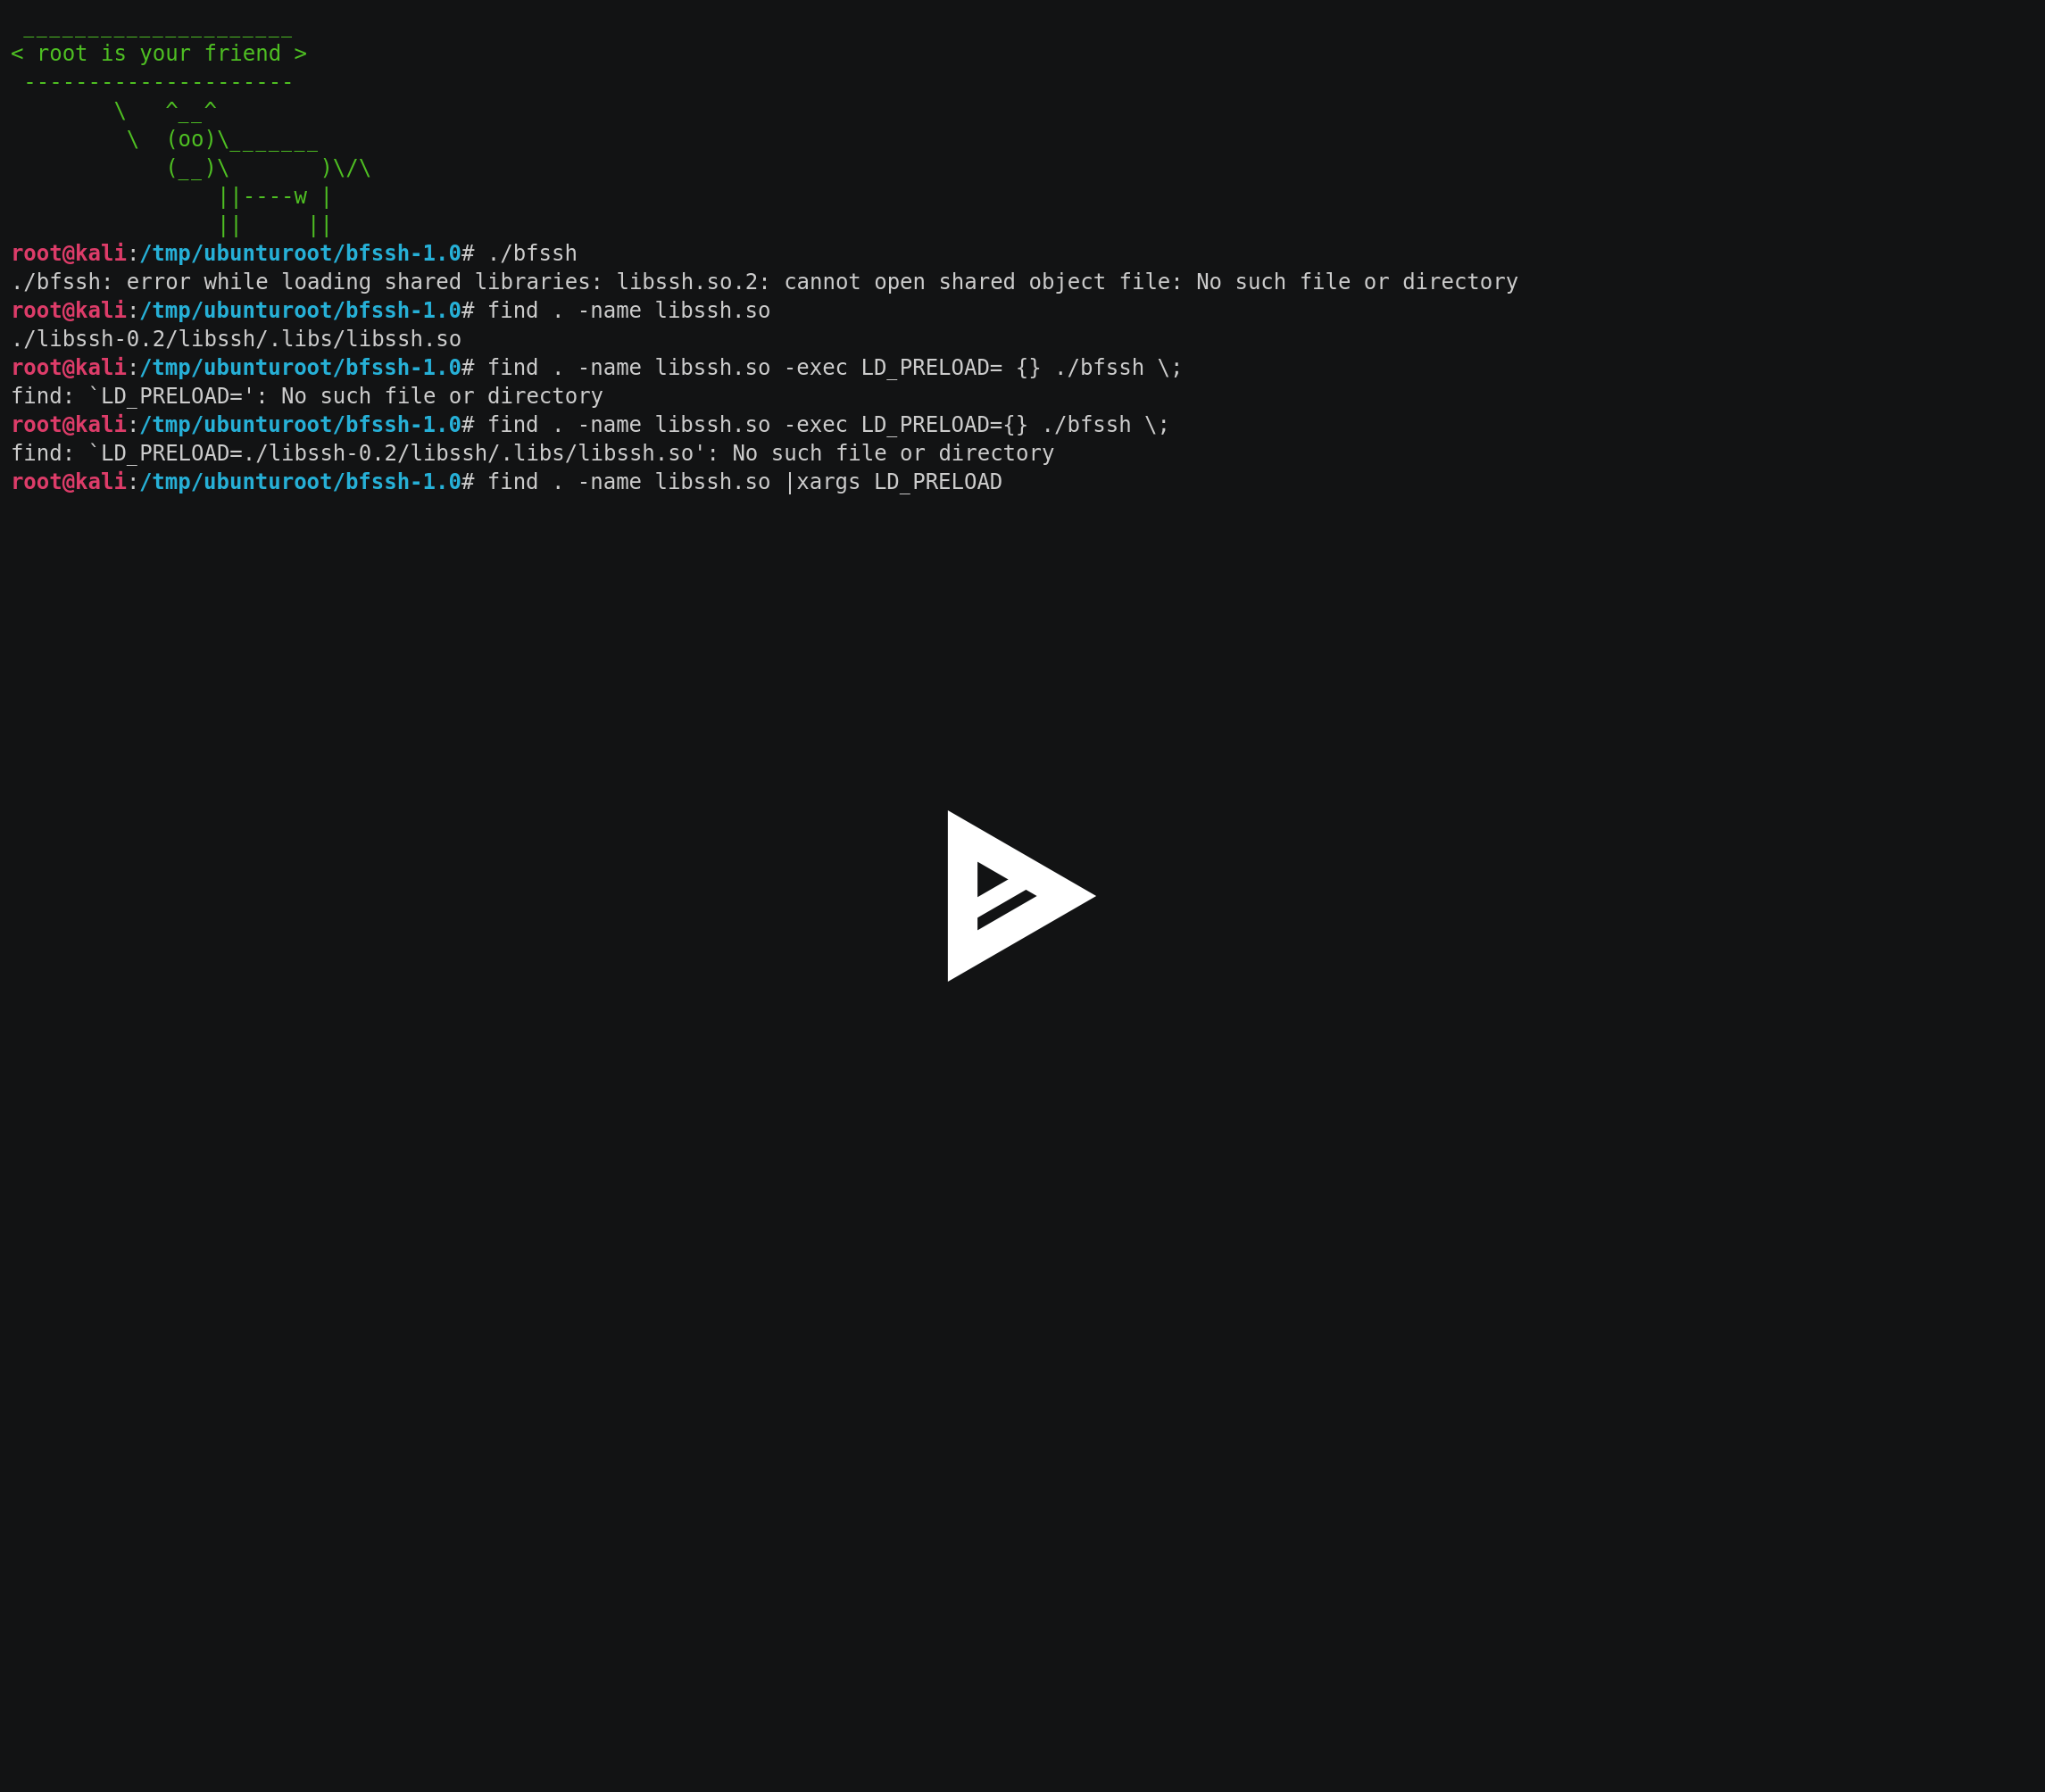 _____________________
< root is your friend >
 ---------------------
        \   ^__^
         \  (oo)\_______
            (__)\       )\/\
                ||----w |
                ||     ||
root@kali:/tmp/ubunturoot/bfssh-1.0# ./bfssh
./bfssh: error while loading shared libraries: libssh.so.2: cannot open shared object file: No such file or directory
root@kali:/tmp/ubunturoot/bfssh-1.0# find . -name libssh.so
./libssh-0.2/libssh/.libs/libssh.so
root@kali:/tmp/ubunturoot/bfssh-1.0# find . -name libssh.so -exec LD_PRELOAD= {} ./bfssh \;
find: `LD_PRELOAD=': No such file or directory
root@kali:/tmp/ubunturoot/bfssh-1.0# find . -name libssh.so -exec LD_PRELOAD={} ./bfssh \;
find: `LD_PRELOAD=./libssh-0.2/libssh/.libs/libssh.so': No such file or directory
root@kali:/tmp/ubunturoot/bfssh-1.0# find . -name libssh.so |xargs LD_PRELOAD